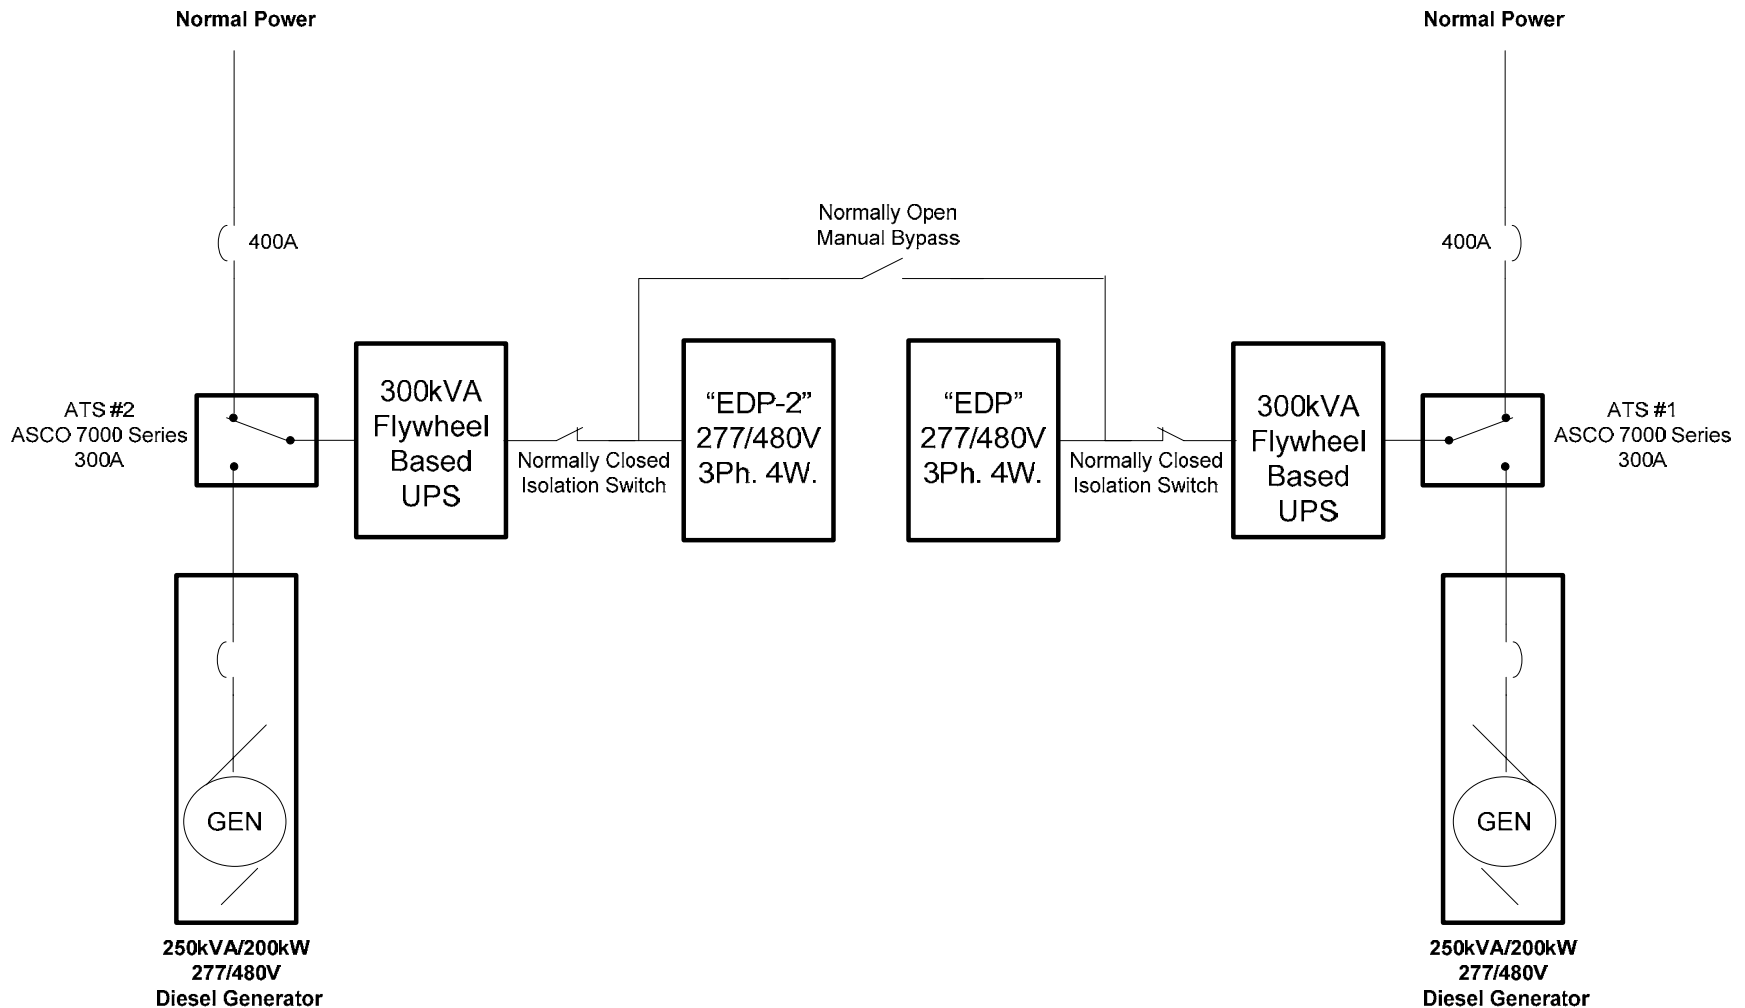 Normal Power
Normal Power
Normally Open
Manual Bypass
400A
400A
ATS #2
ASCO 7000 Series
300A
300kVA
Flywheel
Based
UPS
Normally Closed
Isolation Switch
“EDP-2”
277/480V
3Ph. 4W.
“EDP”
277/480V
3Ph. 4W.
Normally Closed
Isolation Switch
300kVA
Flywheel
Based
UPS
ATS #1
ASCO 7000 Series
300A
GEN
GEN
250kVA/200kW
277/480V
Diesel Generator
250kVA/200kW
277/480V
Diesel Generator